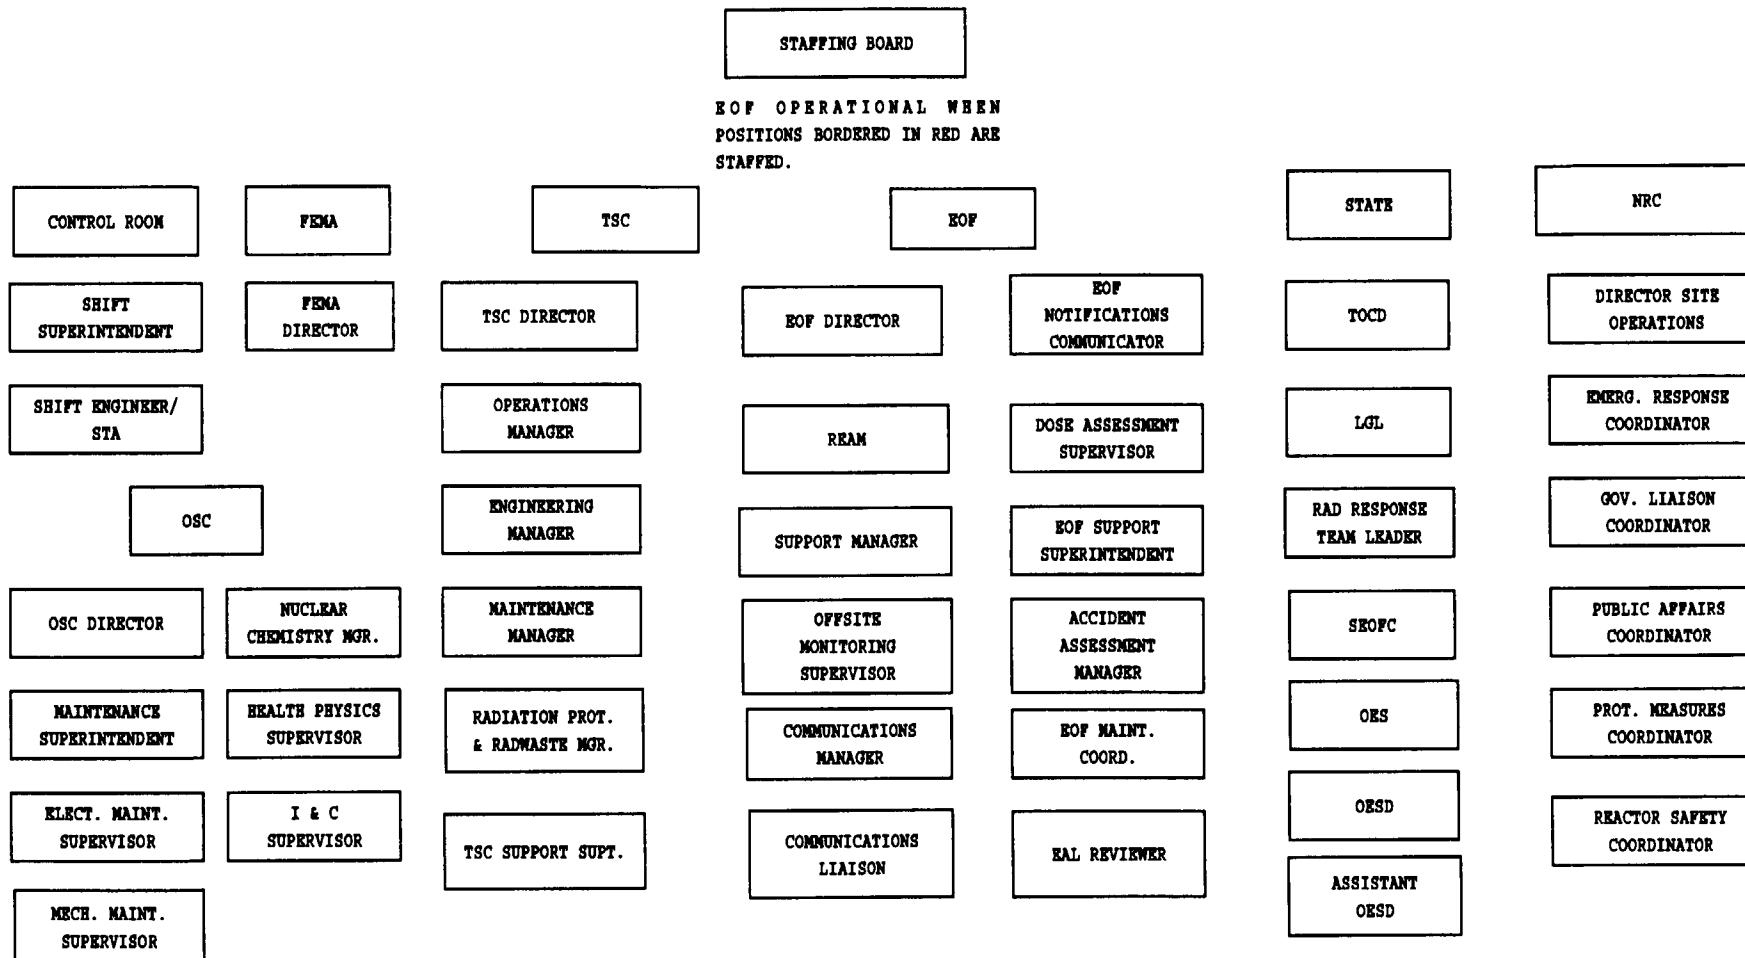 STAFFING BOARD
EOF OPERATIONAL WHEN
POSITIONS BORDERED IN RED ARE
STAFFED.
CONTROL ROOM
SHIFT
SUPERINTENDENT
SHIFT ENGINEER/
STA
FEMA
FEMA
DIRECTOR
OSC
OSC DIRECTOR
MAINTENANCE
SUPERINTENDENT
ELECT. MAINT.
SUPERVISOR
MECH. MAINT.
SUPERVISOR
NUCLEAR
CHEMISTRY MGR.
HEALTH PHYSICS
SUPERVISOR
I & C
SUPERVISOR
TSC
TSC DIRECTOR
OPERATIONS
MANAGER
ENGINEERING
MANAGER
MAINTENANCE
MANAGER
RADIATION PROT.
& RADWASTE MGR.
TSC SUPPORT SUPT.
EOF
EOF DIRECTOR
REAM
SUPPORT MANAGER
OFFSITE
MONITORING
SUPERVISOR
COMMUNICATIONS
MANAGER
COMMUNICATIONS
LIAISON
EOF
NOTIFICATIONS
COMMUNICATOR
DOSE ASSESSMENT
SUPERVISOR
EOF SUPPORT
SUPERINTENDENT
ACCIDENT
ASSESSMENT
MANAGER
EOF MAINT.
COORD.
EAL REVIEWER
STATE
TOCD
LGL
RAD RESPONSE
TEAM LEADER
SEOFC
OES
OESD
ASSISTANT
OESD
NRC
DIRECTOR SITE
OPERATIONS
EMERG. RESPONSE
COORDINATOR
GOV. LIAISON
COORDINATOR
PUBLIC AFFAIRS
COORDINATOR
PROT. MEASURES
COORDINATOR
REACTOR SAFETY
COORDINATOR